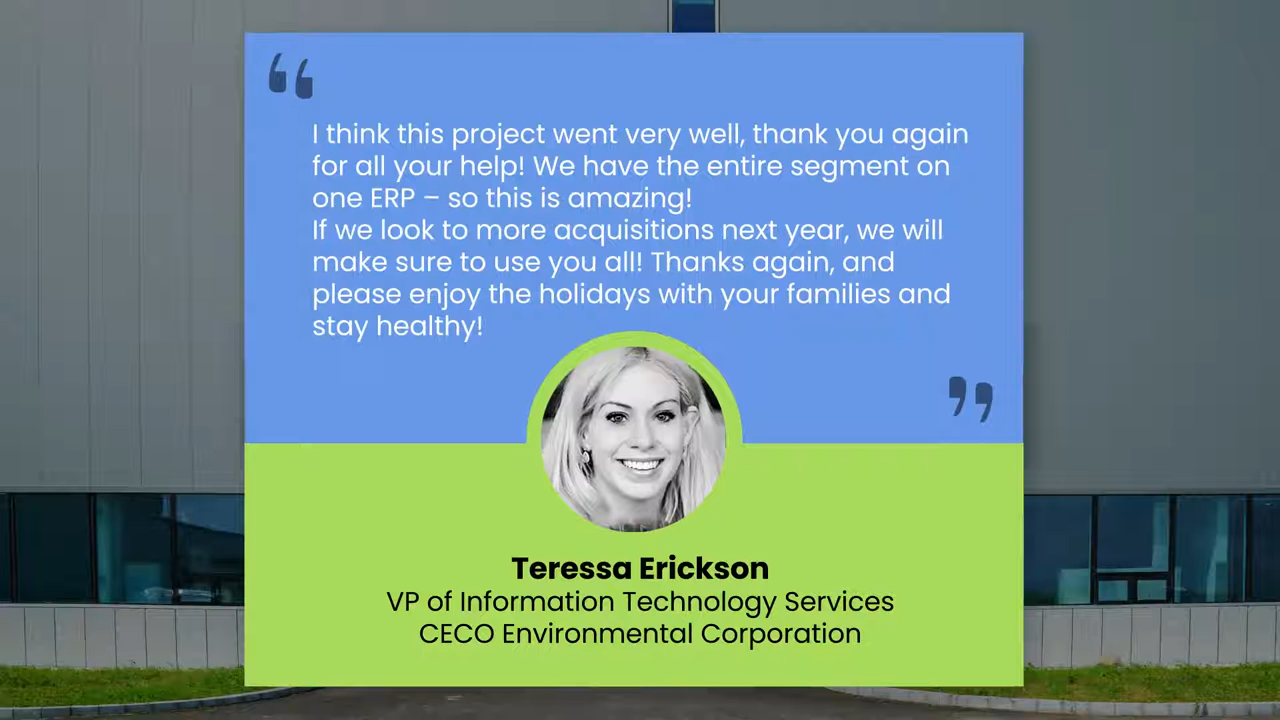 “
I think this project went very well, thank you again
for all your help! We have the entire segment on
one ERP – so this is amazing!
If we look to more acquisitions next year, we will
make sure to use you all! Thanks again, and
please enjoy the holidays with your families and
stay healthy!
”
Teressa Erickson
VP of Information Technology Services
CECO Environmental Corporation